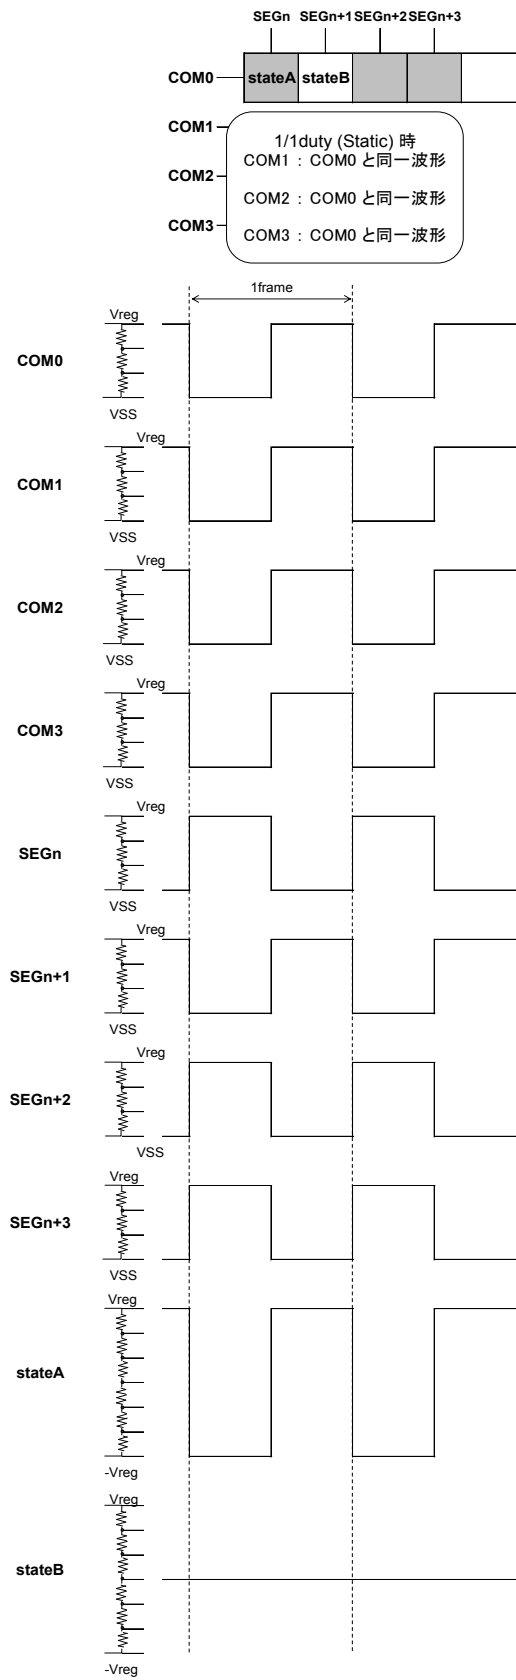 SEGn SEGn+1 SEGn+2 SEGn+3
COM0 stateA stateB
COM1
COM2
COM3
1/1duty (Static) 時
COM1 : COM0 と同一波形
COM2 : COM0 と同一波形
COM3 : COM0 と同一波形
1frame
Vreg
COM0
VSS
Vreg
COM1
VSS
Vreg
COM2
VSS
Vreg
COM3
VSS
Vreg
SEGn
VSS
Vreg
SEGn+1
VSS
Vreg
SEGn+2
VSS
Vreg
SEGn+3
VSS
Vreg
stateA
-Vreg
Vreg
stateB
-Vreg